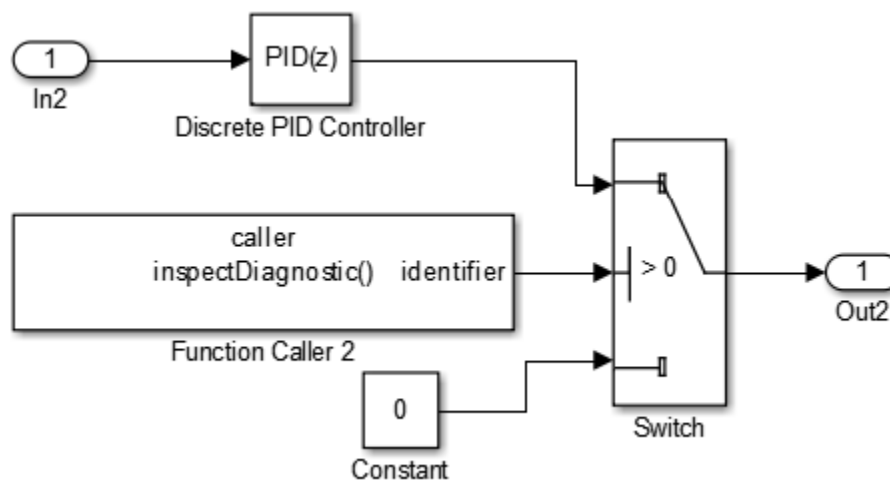 1
In2
PID(z)
Discrete PID Controller
caller
inspectDiagnostic() identifier
Function Caller 2
0
Constant
> 0
Switch
1
Out2